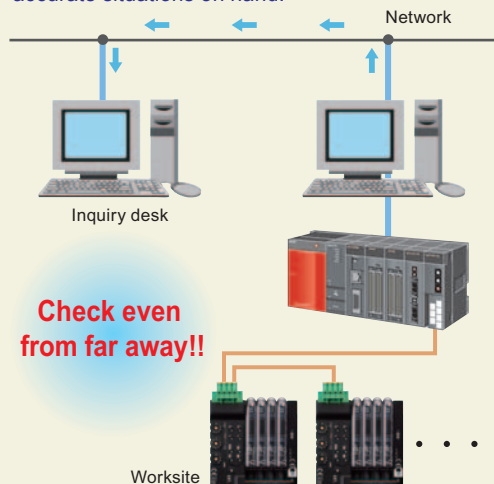 Network
Inquiry desk
Check even
from far away!!
Worksite